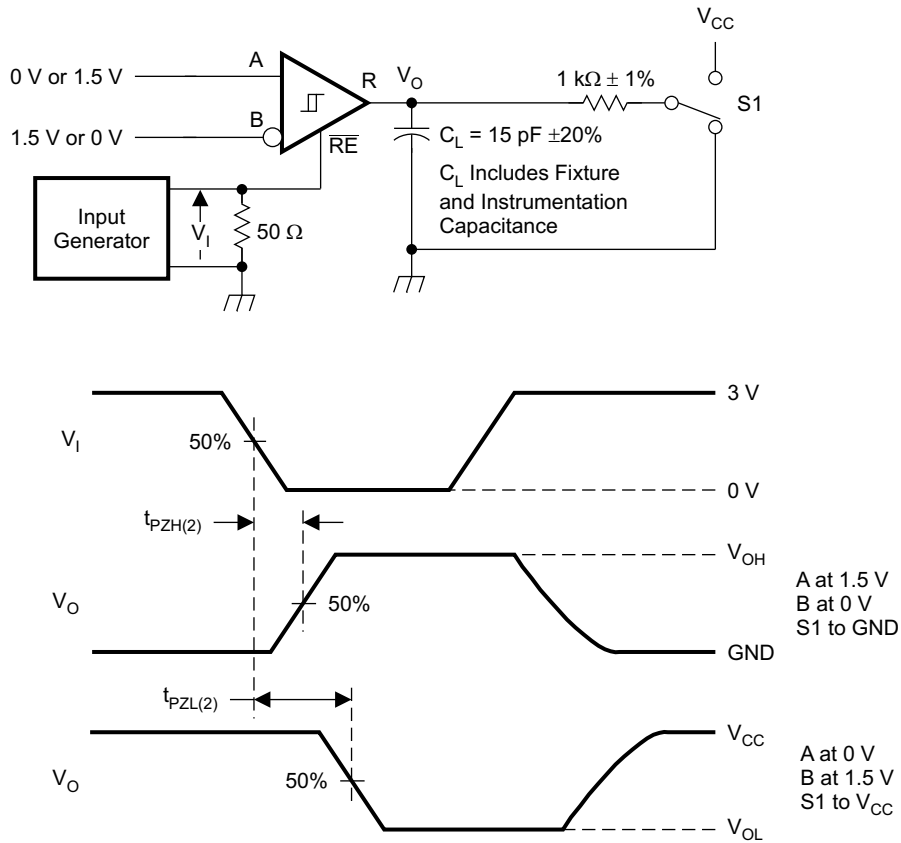 V_CC
0 V or 1.5 V
A
R
V_O
1 kΩ ± 1%
S1
1.5 V or 0 V
B
RE
C_L = 15 pF ±20%
C_L Includes Fixture
and Instrumentation
Capacitance
Input
Generator
V_I
50 Ω
3 V
V_I
50%
0 V
t_PZH(2)
V_OH
V_O
50%
A at 1.5 V
B at 0 V
S1 to GND
GND
t_PZL(2)
V_CC
V_O
50%
A at 0 V
B at 1.5 V
S1 to V_CC
V_OL